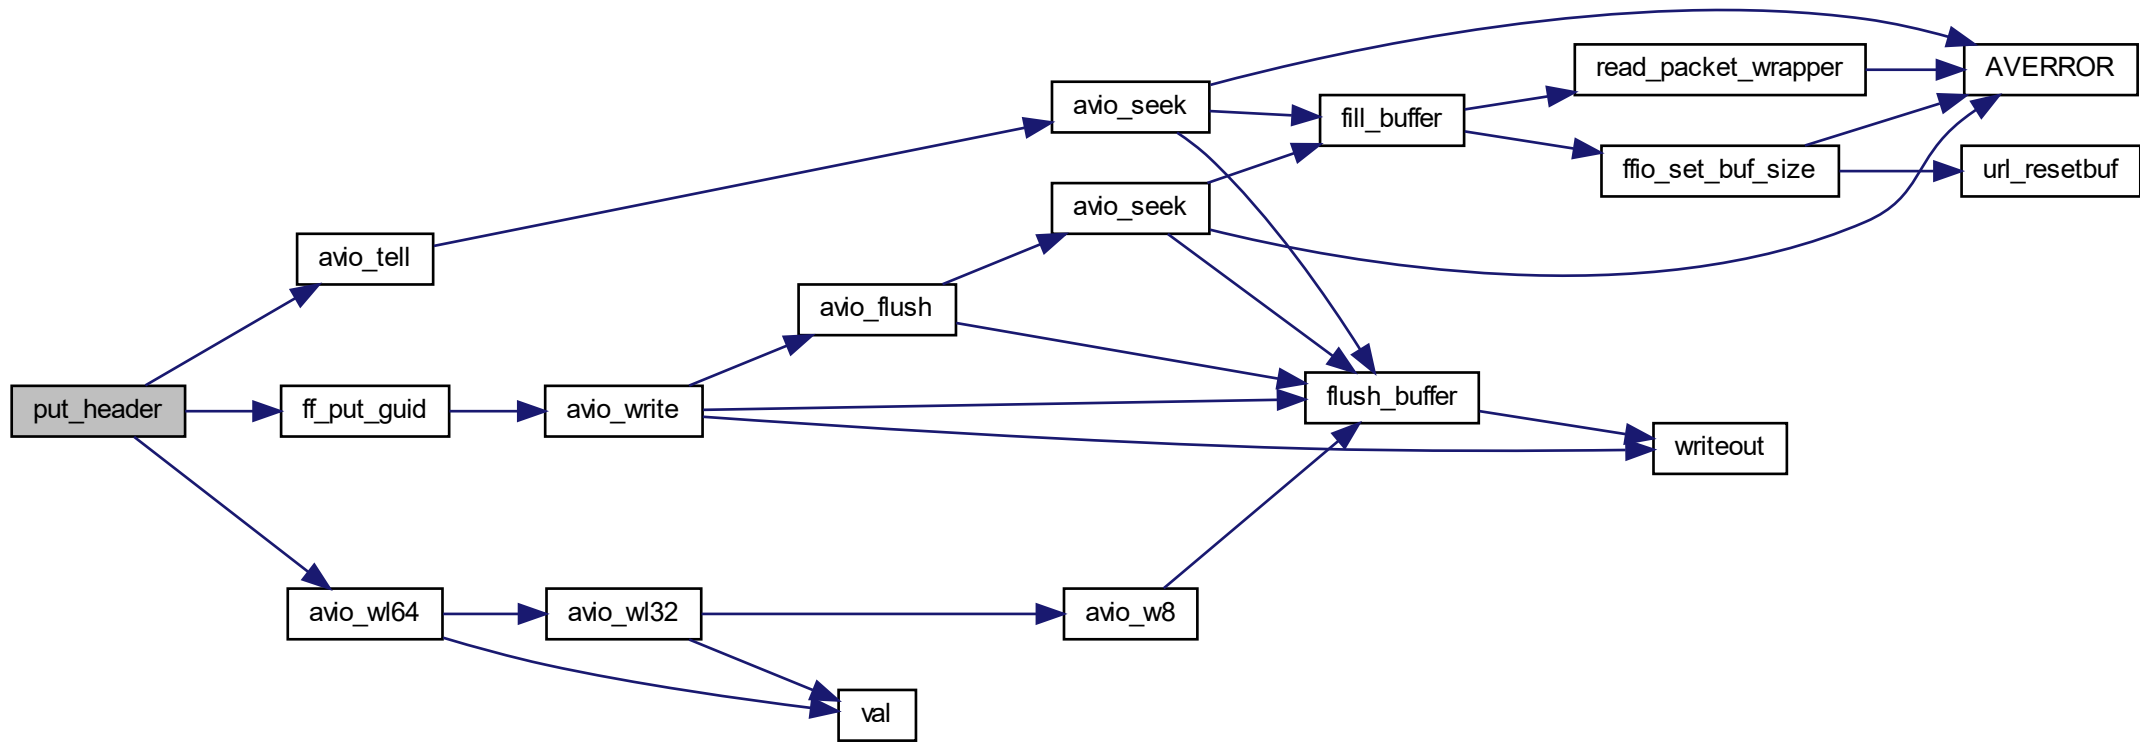 put_header
avio_tell
ff_put_guid
avio_wl64
avio_write
avio_wl32
avio_flush
val
avio_seek
avio_seek
avio_w8
fill_buffer
flush_buffer
read_packet_wrapper
ffio_set_buf_size
writeout
AVERROR
url_resetbuf